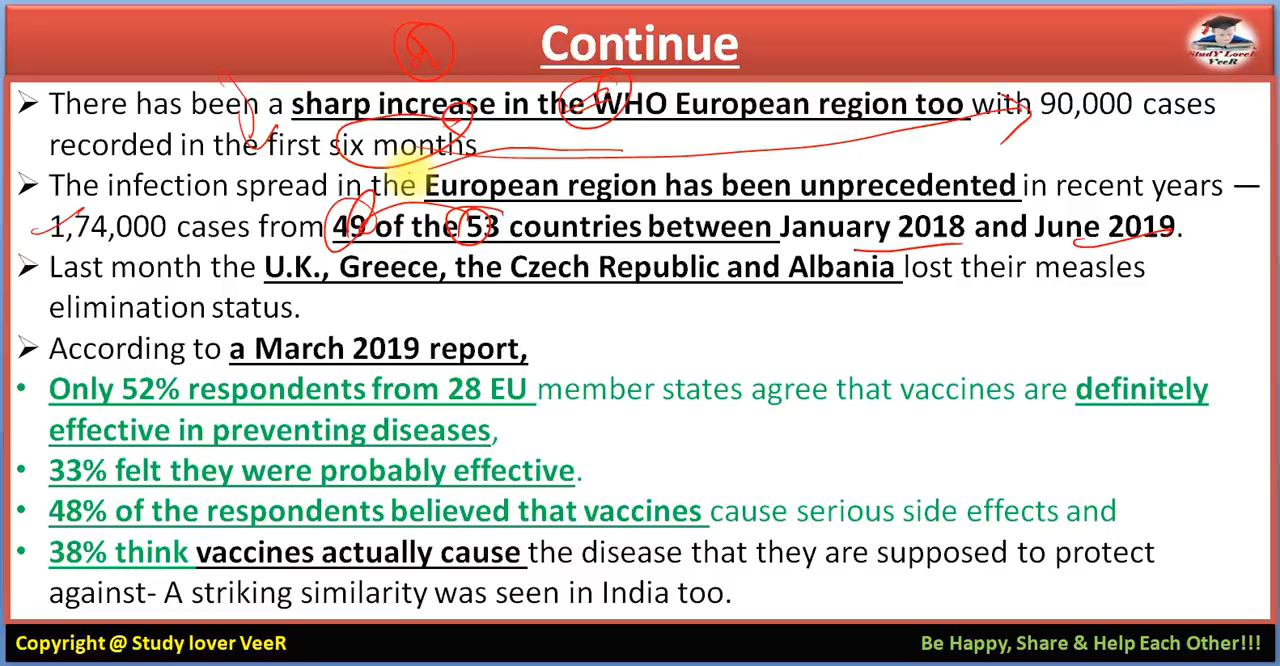 Continue
StudY LoveR
VeeR
➢ There has been a sharp increase in the WHO European region too with 90,000 cases
recorded in the first six months
➢ The infection spread in the European region has been unprecedented in recent years —
1,74,000 cases from 49 of the 53 countries between January 2018 and June 2019.
➢ Last month the U.K., Greece, the Czech Republic and Albania lost their measles
elimination status.
➢ According to a March 2019 report,
• Only 52% respondents from 28 EU member states agree that vaccines are definitely
effective in preventing diseases,
• 33% felt they were probably effective.
• 48% of the respondents believed that vaccines cause serious side effects and
• 38% think vaccines actually cause the disease that they are supposed to protect
against- A striking similarity was seen in India too.
Copyright @ Study lover VeeR
Be Happy, Share & Help Each Other!!!